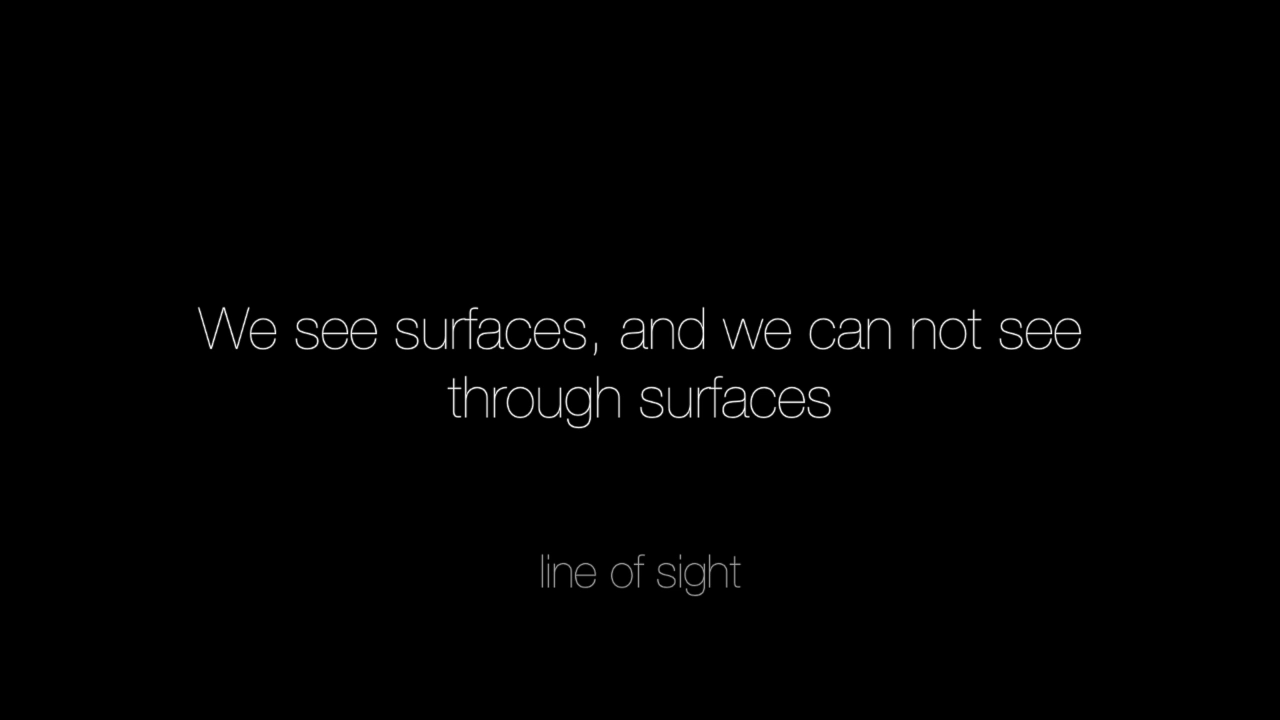 We see surfaces, and we can not see
through surfaces
line of sight